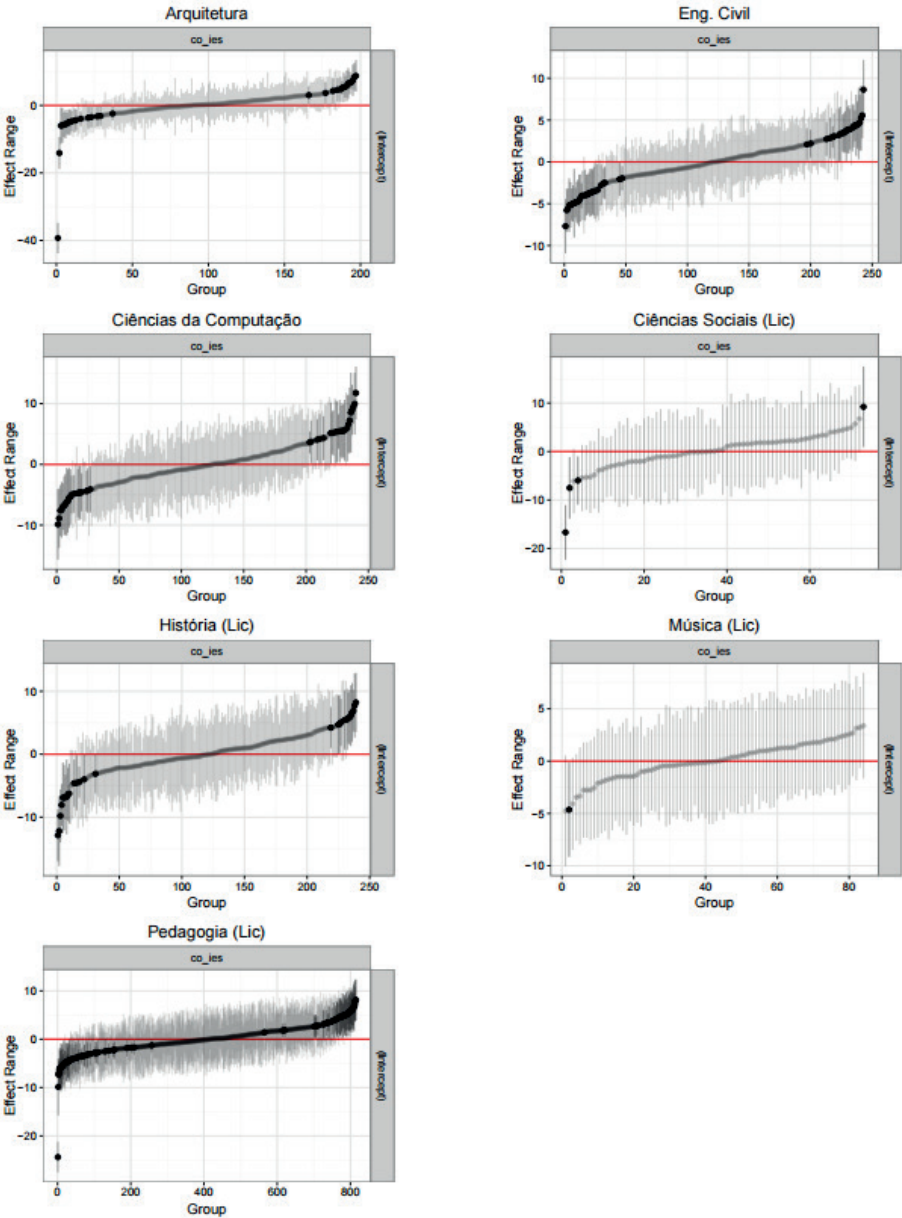 Arquitetura
co_ies
Effect Range
0
−20
−40
(Intercept)
0
50
100
150
200
Group
Eng. Civil
co_ies
Effect Range
10
5
0
−5
−10
(Intercept)
0
50
100
150
200
250
Group
Ciências da Computação
co_ies
Effect Range
10
0
−10
(Intercept)
0
50
100
150
200
250
Group
Ciências Sociais (Lic)
co_ies
Effect Range
10
0
−10
−20
(Intercept)
0
20
40
60
Group
História (Lic)
co_ies
Effect Range
10
0
−10
(Intercept)
0
50
100
150
200
250
Group
Música (Lic)
co_ies
Effect Range
5
0
−5
−10
(Intercept)
0
20
40
60
80
Group
Pedagogia (Lic)
co_ies
Effect Range
10
0
−10
−20
(Intercept)
0
200
400
600
800
Group